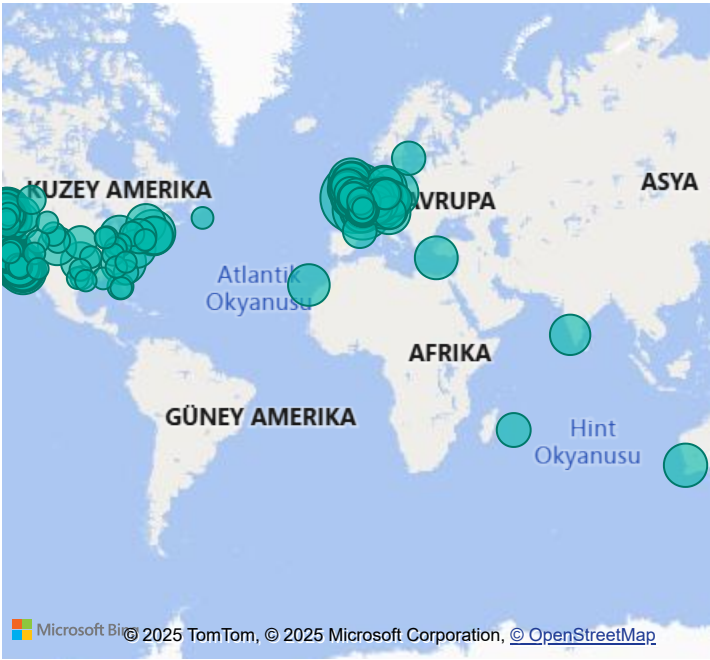 KUZEY AMERIKA
ASYA
AVRUPA
Atlantik
Okyanusu
AFRIKA
GÜNEY AMERIKA
Hint
Okyanusu
Microsoft Bing
© 2025 TomTom, © 2025 Microsoft Corporation, © OpenStreetMap